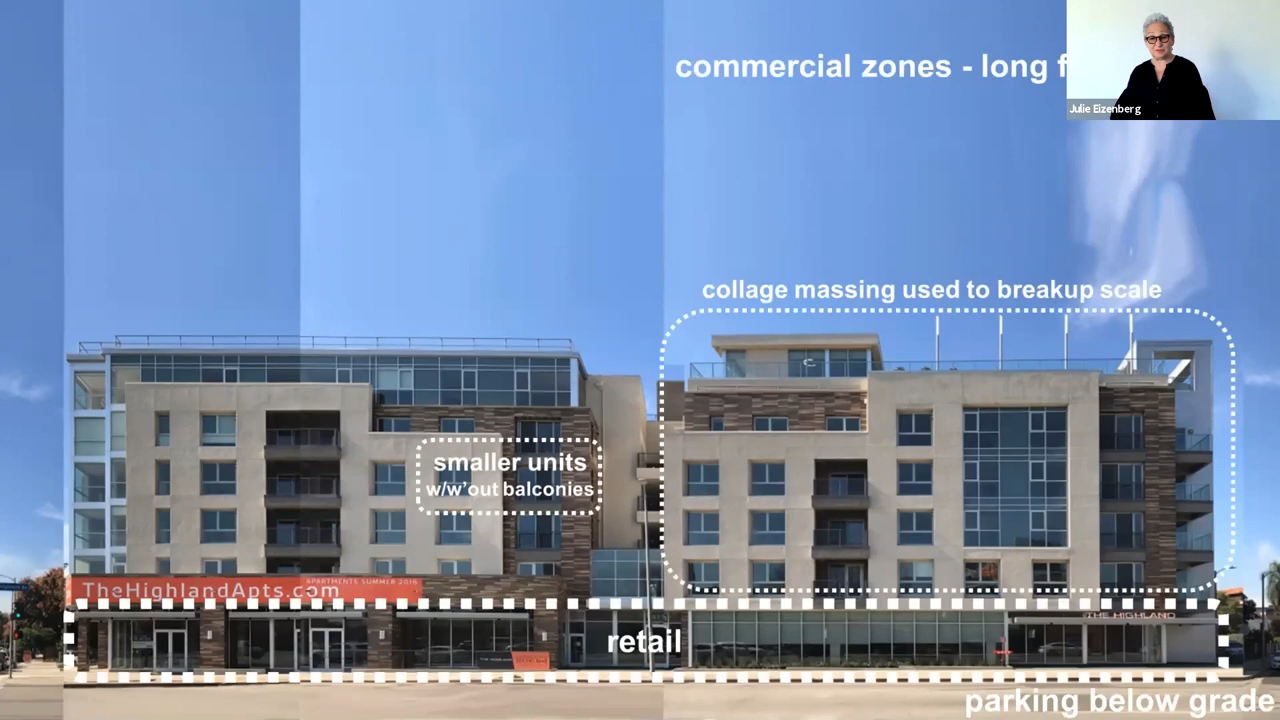 commercial zones - long f
Julie Eizenberg
collage massing used to breakup scale
smaller units
w/w'out balconies
APARTMENTS SUMMER 2016
TheHighlandApts.com
THE HIGHLAND
retail
parking below grade